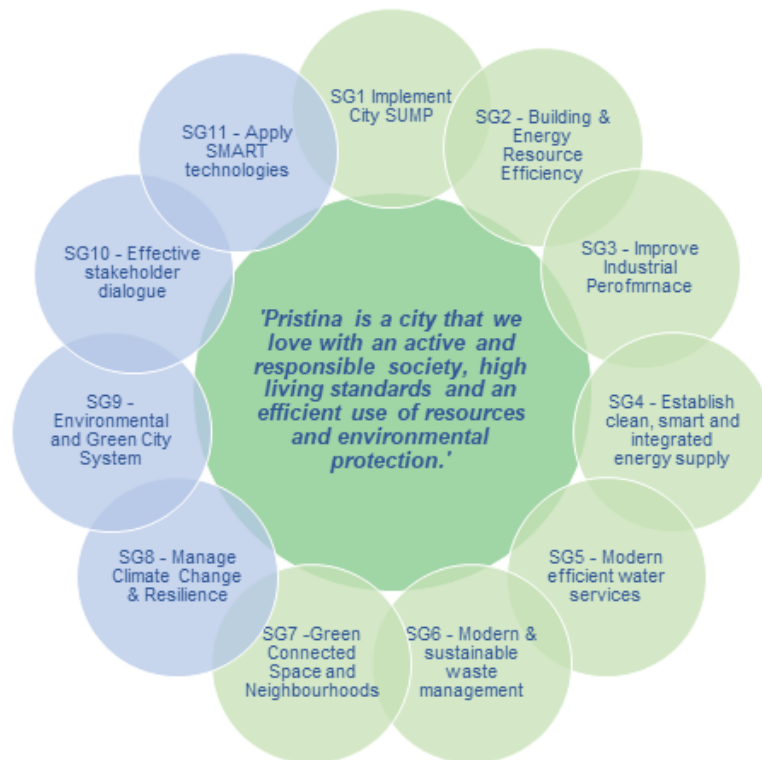 SG1 Implement
City SUMP
SG2 - Building &
Energy
Resource
Efficiency
SG3 - Improve
Industrial
Perofmrnace
SG4 - Establish
clean, smart and
integrated
energy supply
SG5 - Modern
efficient water
services
SG6 - Modern &
sustainable
waste
management
SG7 -Green
Connected
Space and
Neighbourhoods
SG8 - Manage
Climate Change
& Resilience
SG9 -
Environmental
and Green City
System
SG10 - Effective
stakeholder
dialogue
SG11 - Apply
SMART
technologies
'Pristina is a city that we
love with an active and
responsible society, high
living standards and an
efficient use of resources
and environmental
protection.'